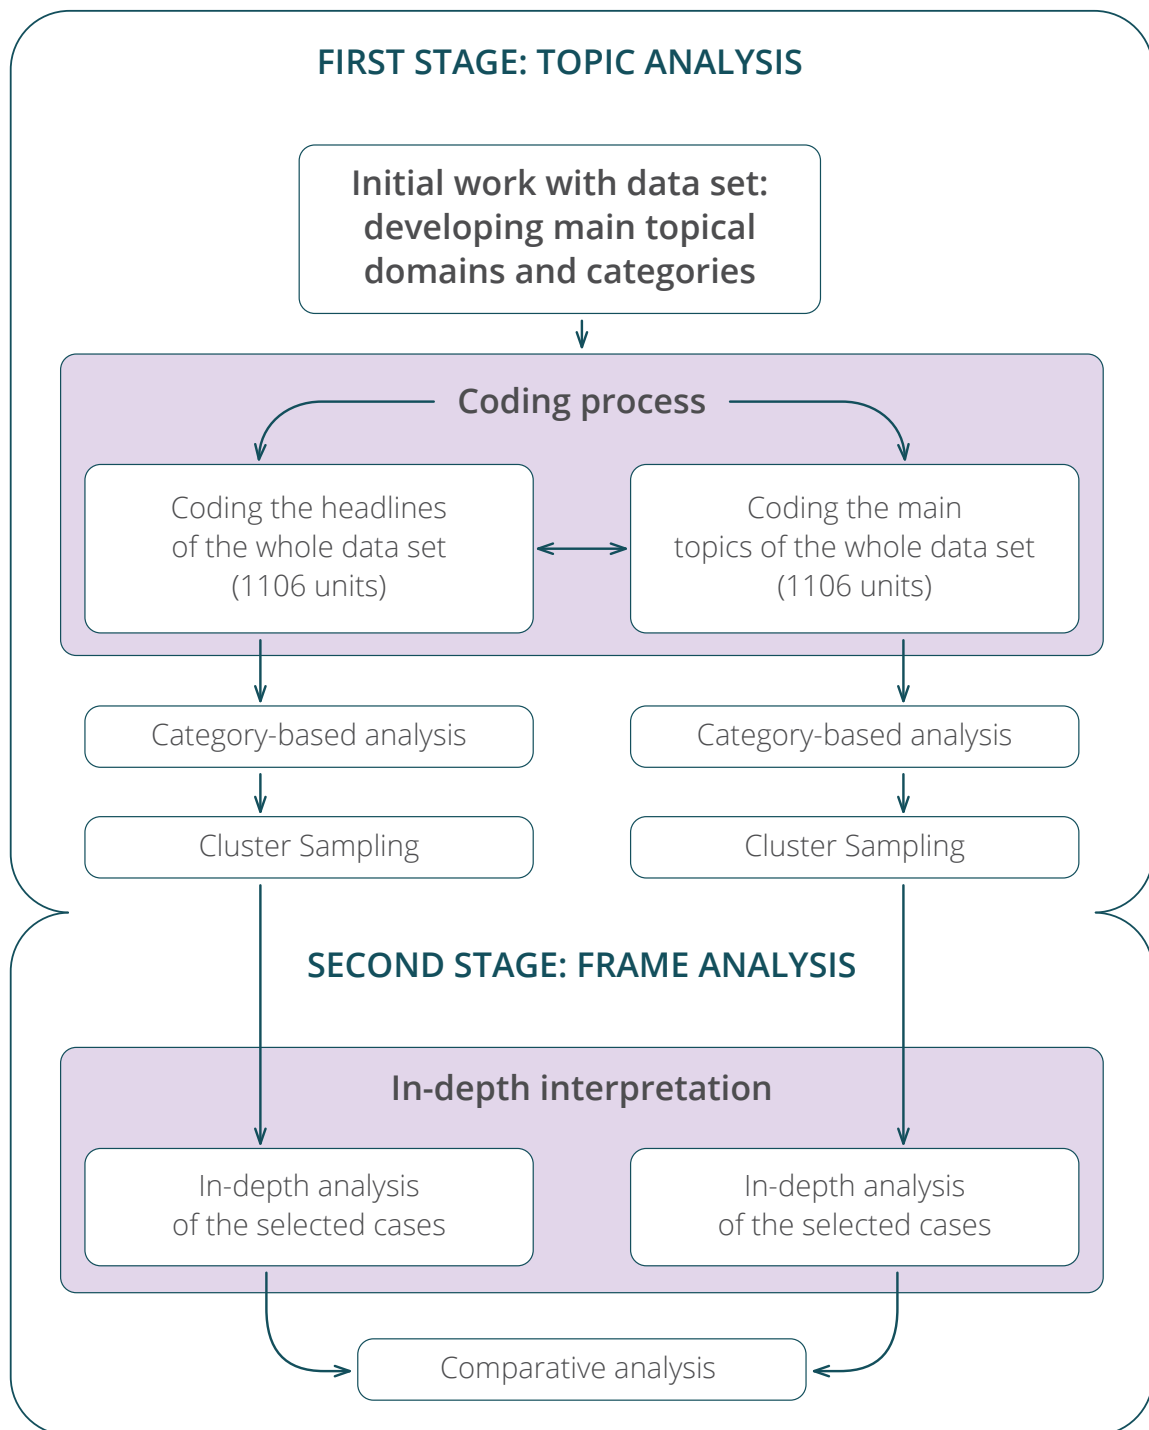 FIRST STAGE: TOPIC ANALYSIS
Initial work with data set:
developing main topical
domains and categories
Coding process
Coding the headlines
of the whole data set
(1106 units)
Coding the main
topics of the whole data set
(1106 units)
Category-based analysis
Category-based analysis
Cluster Sampling
Cluster Sampling
SECOND STAGE: FRAME ANALYSIS
In-depth interpretation
In-depth analysis
of the selected cases
In-depth analysis
of the selected cases
Comparative analysis